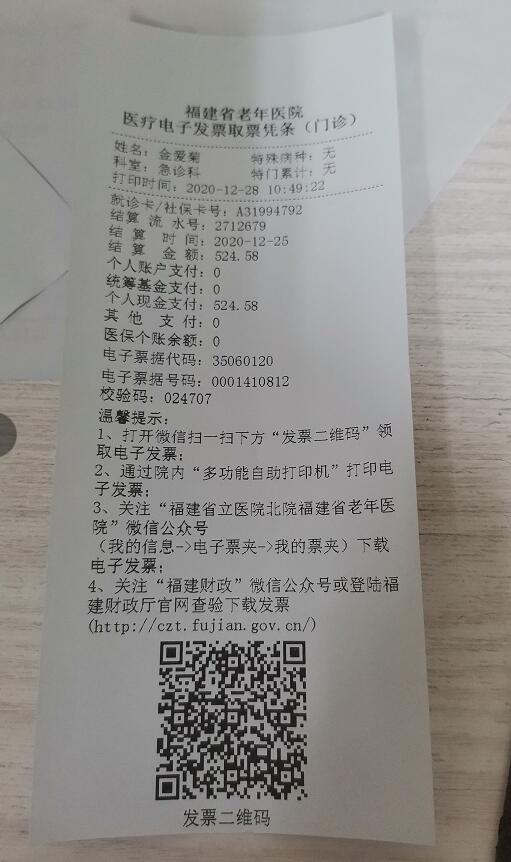 福建省老年医院
医疗电子发票取票凭条（门诊）
姓名：金爱菊 特殊病种：无
科室：急诊科 特门累计：无
打印时间：2020-12-28 10:49:22
就诊卡/社保卡号：A31994792
结算流水号：2712679
结算时间：2020-12-25
结算金额：524.58
个人账户支付：0
统筹基金支付：0
个人现金支付：524.58
其他支付：0
医保个账余额：0
电子票据代码：35060120
电子票据号码：0001410812
校验码：024707
温馨提示：
1、打开微信扫一扫下方“发票二维码”领
取电子发票；
2、通过院内“多功能自助打印机”打印电
子发票；
3、关注“福建省立医院北院福建省老年医
院”微信公众号
（我的信息->电子票夹->我的票夹）下载
电子发票；
4、关注“福建财政”微信公众号或登陆福
建财政厅官网查验下载发票
(http://czt.fujian.gov.cn/)
发票二维码